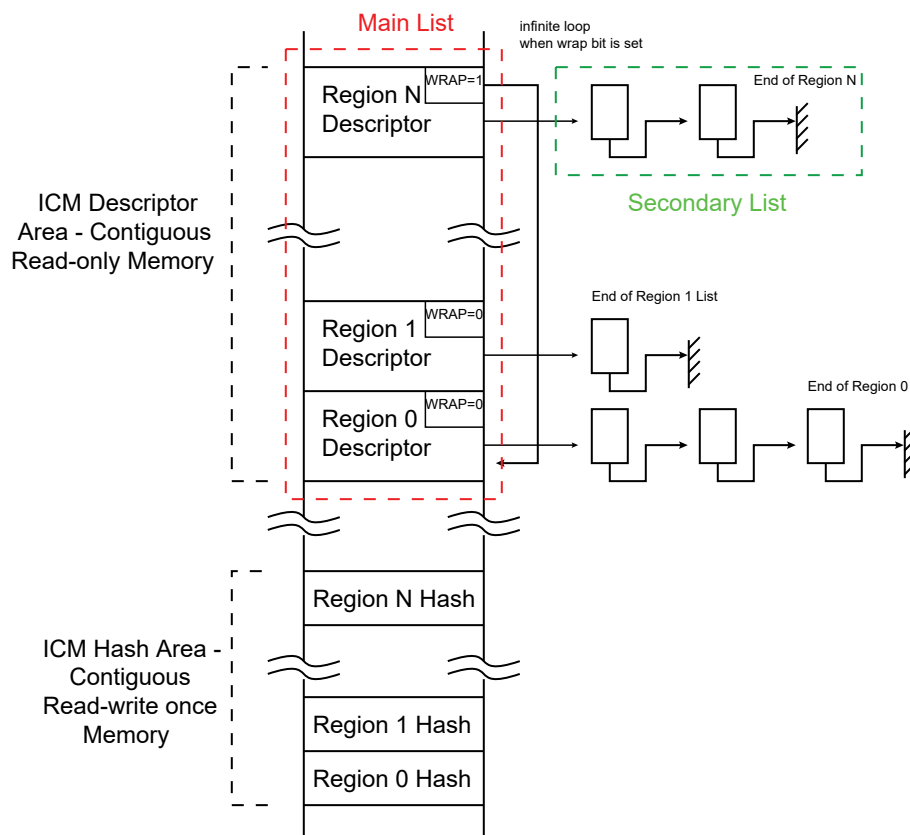 Main List
infinite loop
when wrap bit is set
WRAP=1
Region N
Descriptor
End of Region N
Secondary List
ICM Descriptor
Area - Contiguous
Read-only Memory
WRAP=0
Region 1
Descriptor
End of Region 1 List
WRAP=0
Region 0
Descriptor
End of Region 0
Region N Hash
ICM Hash Area -
Contiguous
Read-write once
Memory
Region 1 Hash
Region 0 Hash